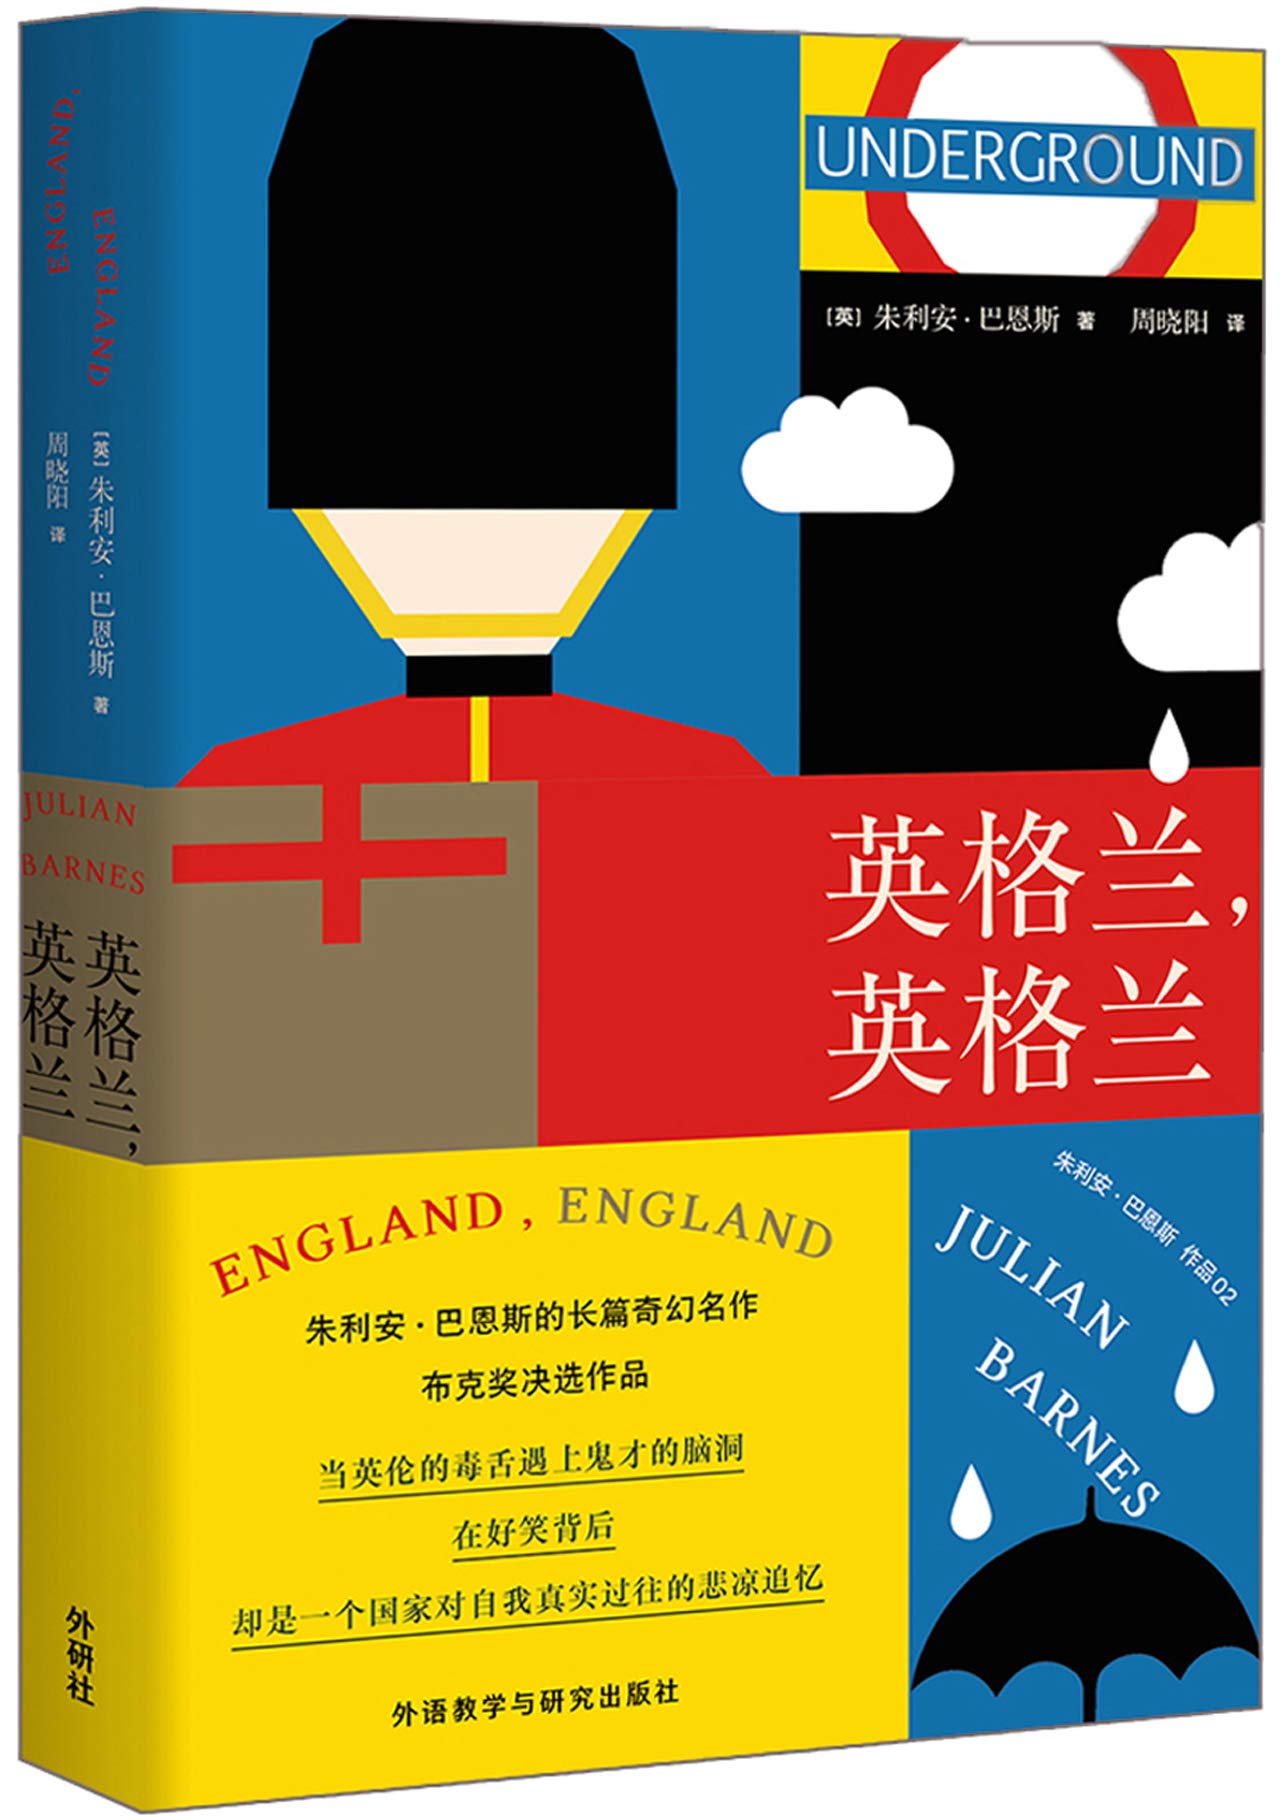 ENGLAND,
ENGLAND
[英] 朱利安·巴恩斯 著
周晓阳 译
JULIAN
BARNES
英格兰,
英格兰
外研社
UNDERGROUND
[英] 朱利安·巴恩斯 著 周晓阳 译
英格兰,
英格兰
ENGLAND, ENGLAND
朱利安·巴恩斯的长篇奇幻名作
布克奖决选作品
当英伦的毒舌遇上鬼才的脑洞
在好笑背后
却是一个国家对自我真实过往的悲凉追忆
外语教学与研究出版社
朱利安·巴恩斯 作品02
JULIAN
BARNES